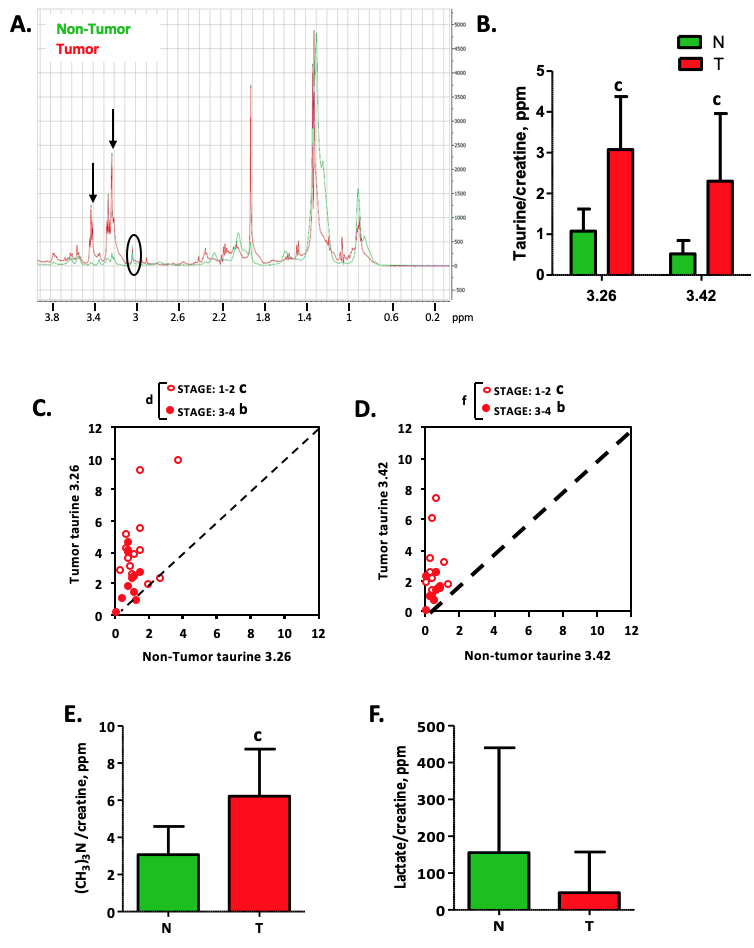 A.
Non-Tumor
Tumor
5000
4500
4000
3500
3000
2500
2000
1500
1000
500
0
-500
3.8 3.4 3 2.6 2.2 1.8 1.4 1 0.6 0.2 ppm
B.
N
T
Taurine/creatine, ppm
5
4
3
2
1
0
c
c
3.26 3.42
C.
d
STAGE: 1-2 c
STAGE: 3-4 b
Tumor taurine 3.26
12
10
8
6
4
2
0
0 2 4 6 8 10 12
Non-Tumor taurine 3.26
D.
f
STAGE: 1-2 c
STAGE: 3-4 b
Tumor taurine 3.42
12
10
8
6
4
2
0
0 2 4 6 8 10 12
Non-tumor taurine 3.42
E.
(CH₃)₃N /creatine, ppm
10
8
6
4
2
0
c
N T
F.
Lactate/creatine, ppm
500
400
300
200
100
0
N T